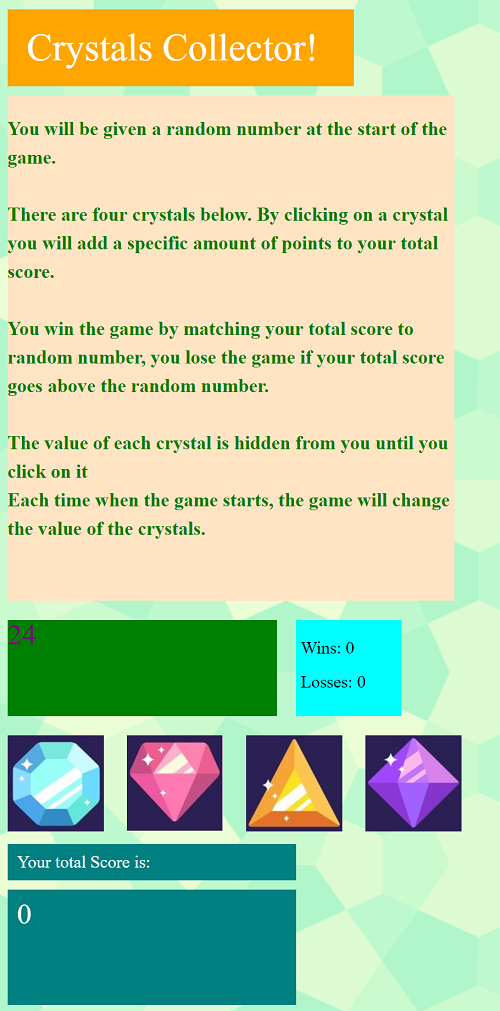 Crystals Collector!
You will be given a random number at the start of the
game.
There are four crystals below. By clicking on a crystal
you will add a specific amount of points to your total
score.
You win the game by matching your total score to
random number, you lose the game if your total score
goes above the random number.
The value of each crystal is hidden from you until you
click on it
Each time when the game starts, the game will change
the value of the crystals.
24
Wins: 0
Losses: 0
Your total Score is:
0